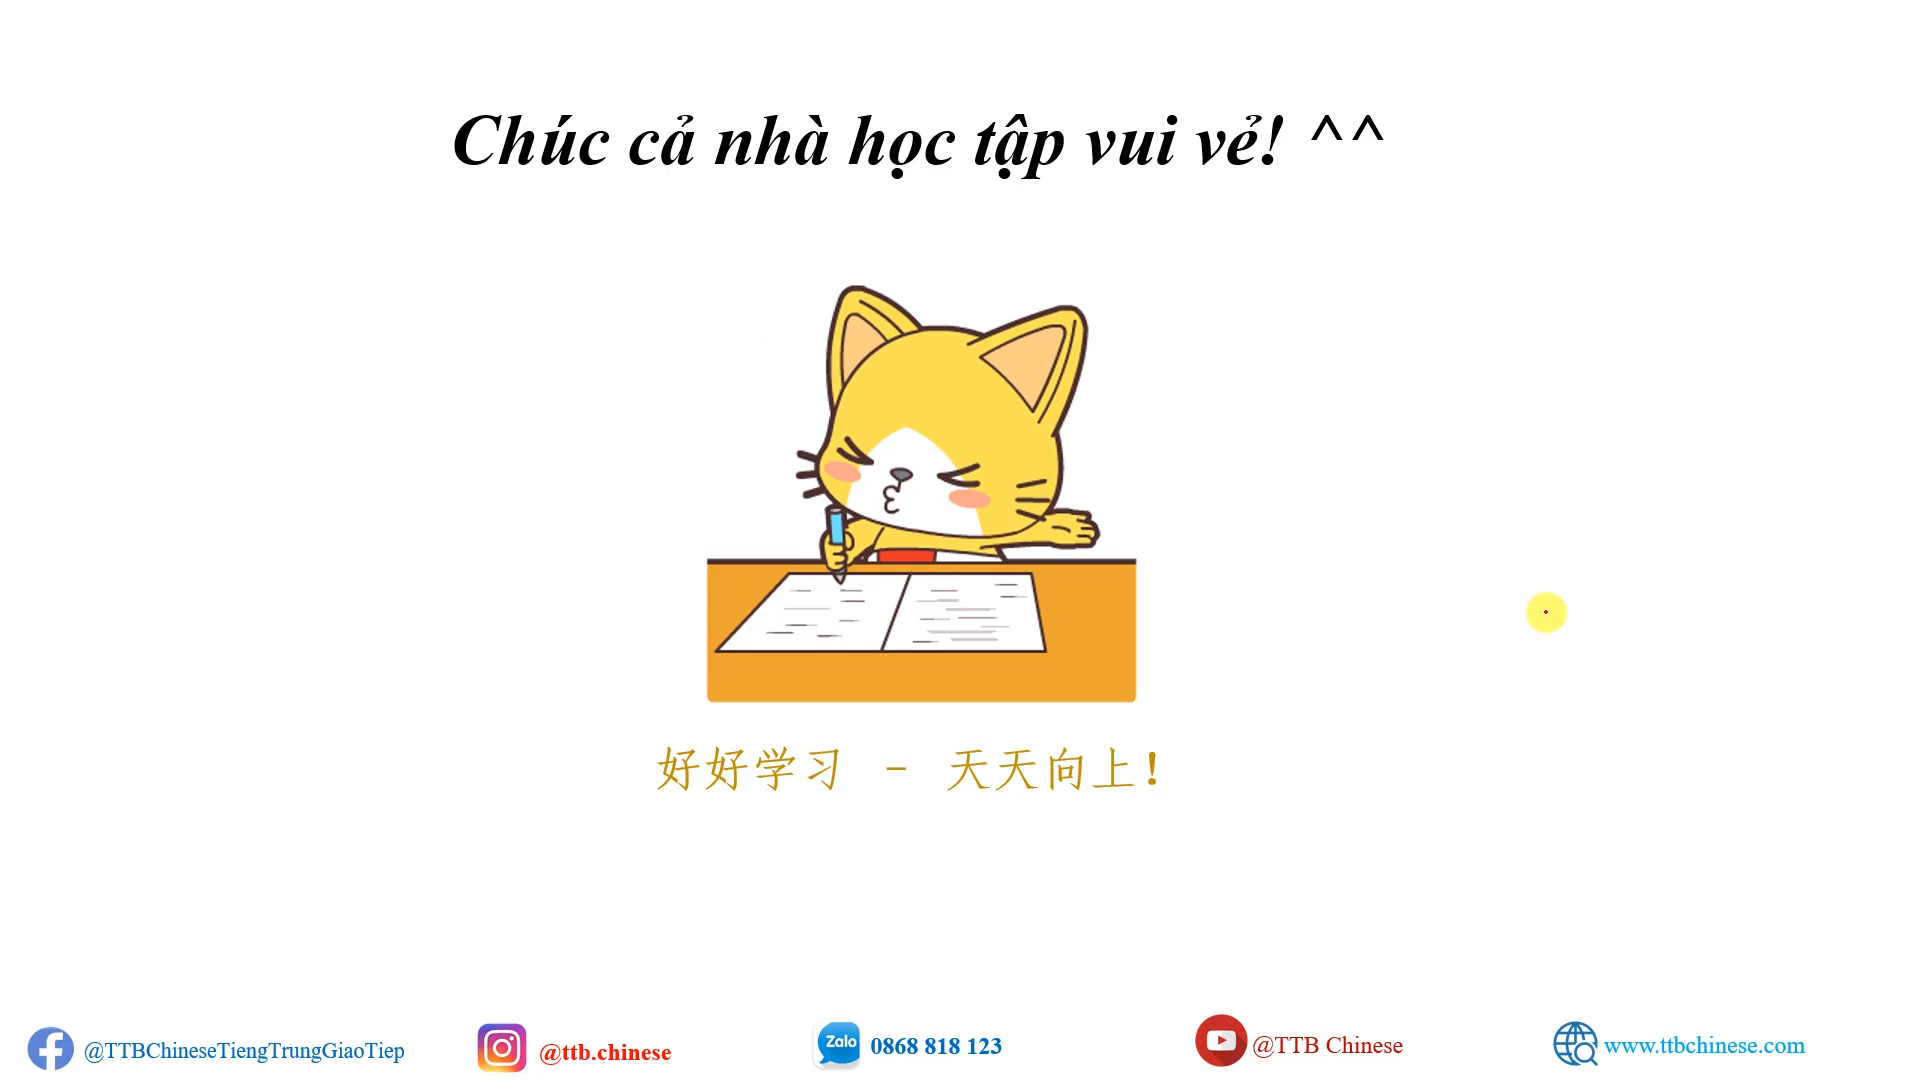 Chúc cả nhà học tập vui vẻ! ^^
好好学习 - 天天向上!
@TTBChineseTiengTrungGiaoTiep
@ttb.chinese
Zalo
0868 818 123
@TTB Chinese
www.ttbchinese.com